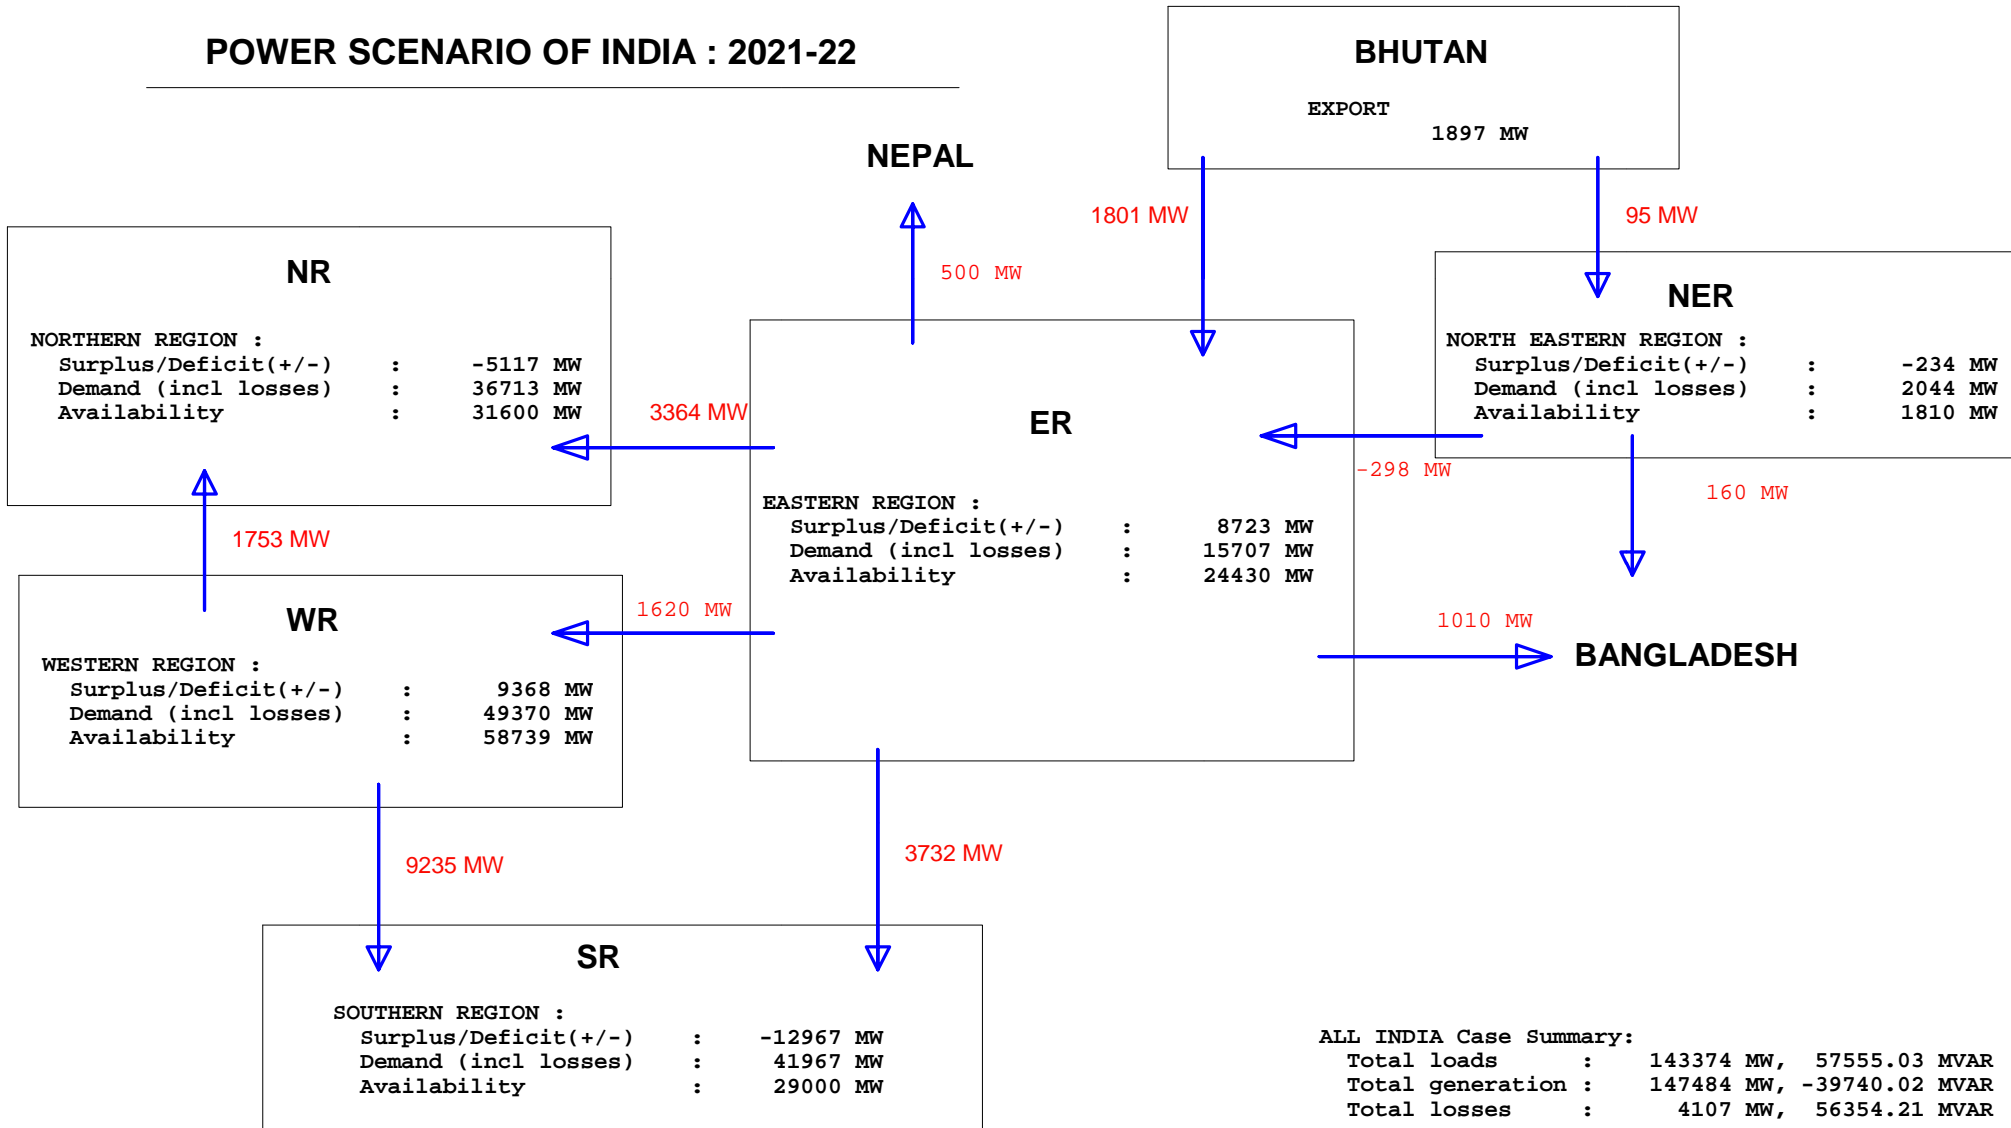 POWER SCENARIO OF INDIA : 2021-22
BHUTAN
EXPORT
1897 MW
NEPAL
1801 MW
95 MW
500 MW
NR
NORTHERN REGION :
Surplus/Deficit(+/-) : -5117 MW
Demand (incl losses) : 36713 MW
Availability : 31600 MW
NER
NORTH EASTERN REGION :
Surplus/Deficit(+/-) : -234 MW
Demand (incl losses) : 2044 MW
Availability : 1810 MW
3364 MW
ER
-298 MW
160 MW
EASTERN REGION :
Surplus/Deficit(+/-) : 8723 MW
Demand (incl losses) : 15707 MW
Availability : 24430 MW
1753 MW
1620 MW
1010 MW
BANGLADESH
WR
WESTERN REGION :
Surplus/Deficit(+/-) : 9368 MW
Demand (incl losses) : 49370 MW
Availability : 58739 MW
9235 MW
3732 MW
SR
SOUTHERN REGION :
Surplus/Deficit(+/-) : -12967 MW
Demand (incl losses) : 41967 MW
Availability : 29000 MW
ALL INDIA Case Summary:
Total loads : 143374 MW, 57555.03 MVAR
Total generation : 147484 MW, -39740.02 MVAR
Total losses : 4107 MW, 56354.21 MVAR